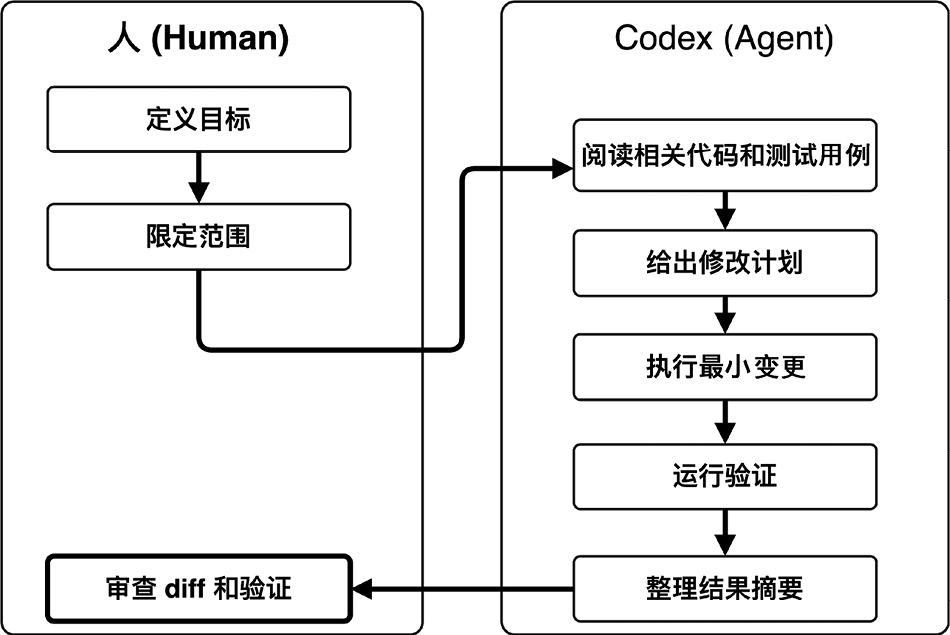 人 (Human)
定义目标
限定范围
审查 diff 和验证
Codex (Agent)
阅读相关代码和测试用例
给出修改计划
执行最小变更
运行验证
整理结果摘要